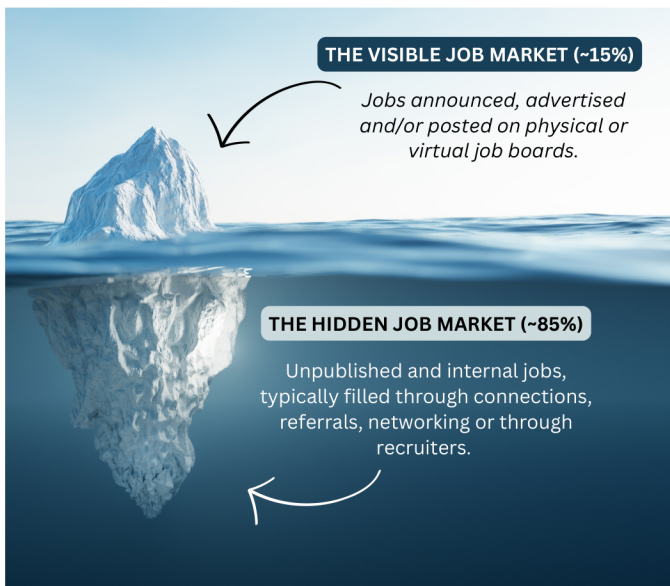 THE VISIBLE JOB MARKET (~15%)
Jobs announced, advertised
and/or posted on physical or
virtual job boards.
THE HIDDEN JOB MARKET (~85%)
Unpublished and internal jobs,
typically filled through connections,
referrals, networking or through
recruiters.